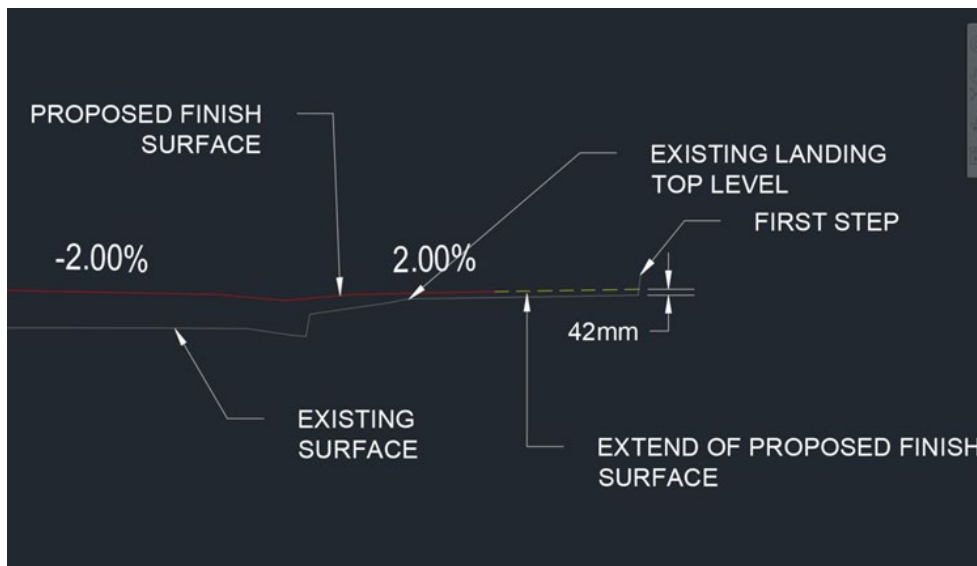 PROPOSED FINISH
SURFACE
EXISTING LANDING
TOP LEVEL
FIRST STEP
-2.00%
2.00%
42mm
EXISTING
SURFACE
EXTEND OF PROPOSED FINISH
SURFACE